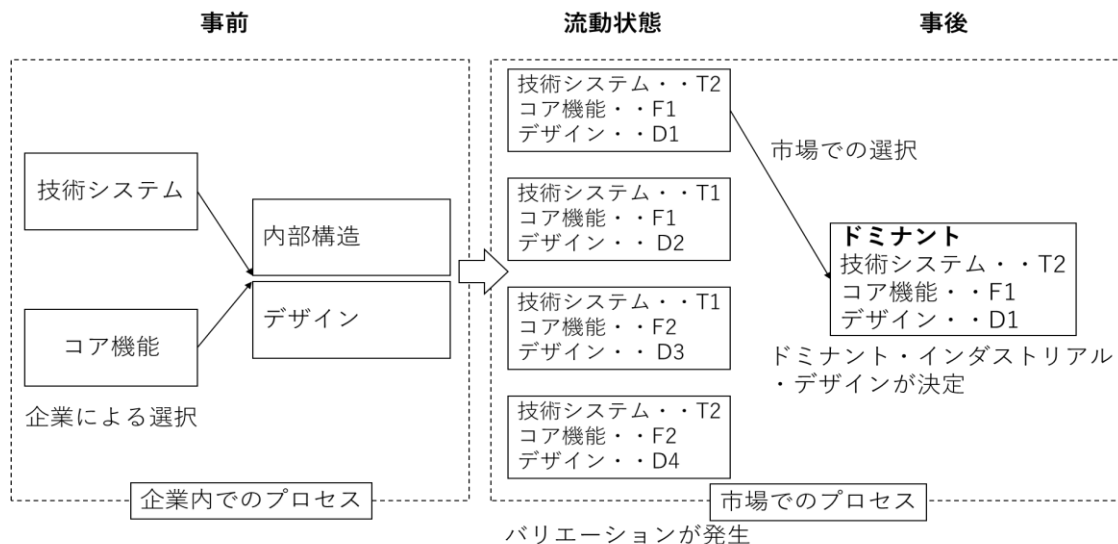 事前
流動状態
事後
技術システム
コア機能
企業による選択
内部構造
デザイン
企業内でのプロセス
技術システム・・T2
コア機能・・F1
デザイン・・D1
技術システム・・T1
コア機能・・F1
デザイン・・ D2
技術システム・・T1
コア機能・・F2
デザイン・・ D3
技術システム・・T2
コア機能・・F2
デザイン・・D4
市場での選択
ドミナント
技術システム・・T2
コア機能・・F1
デザイン・・D1
ドミナント・インダストリアル
・デザインが決定
市場でのプロセス
バリエーションが発生